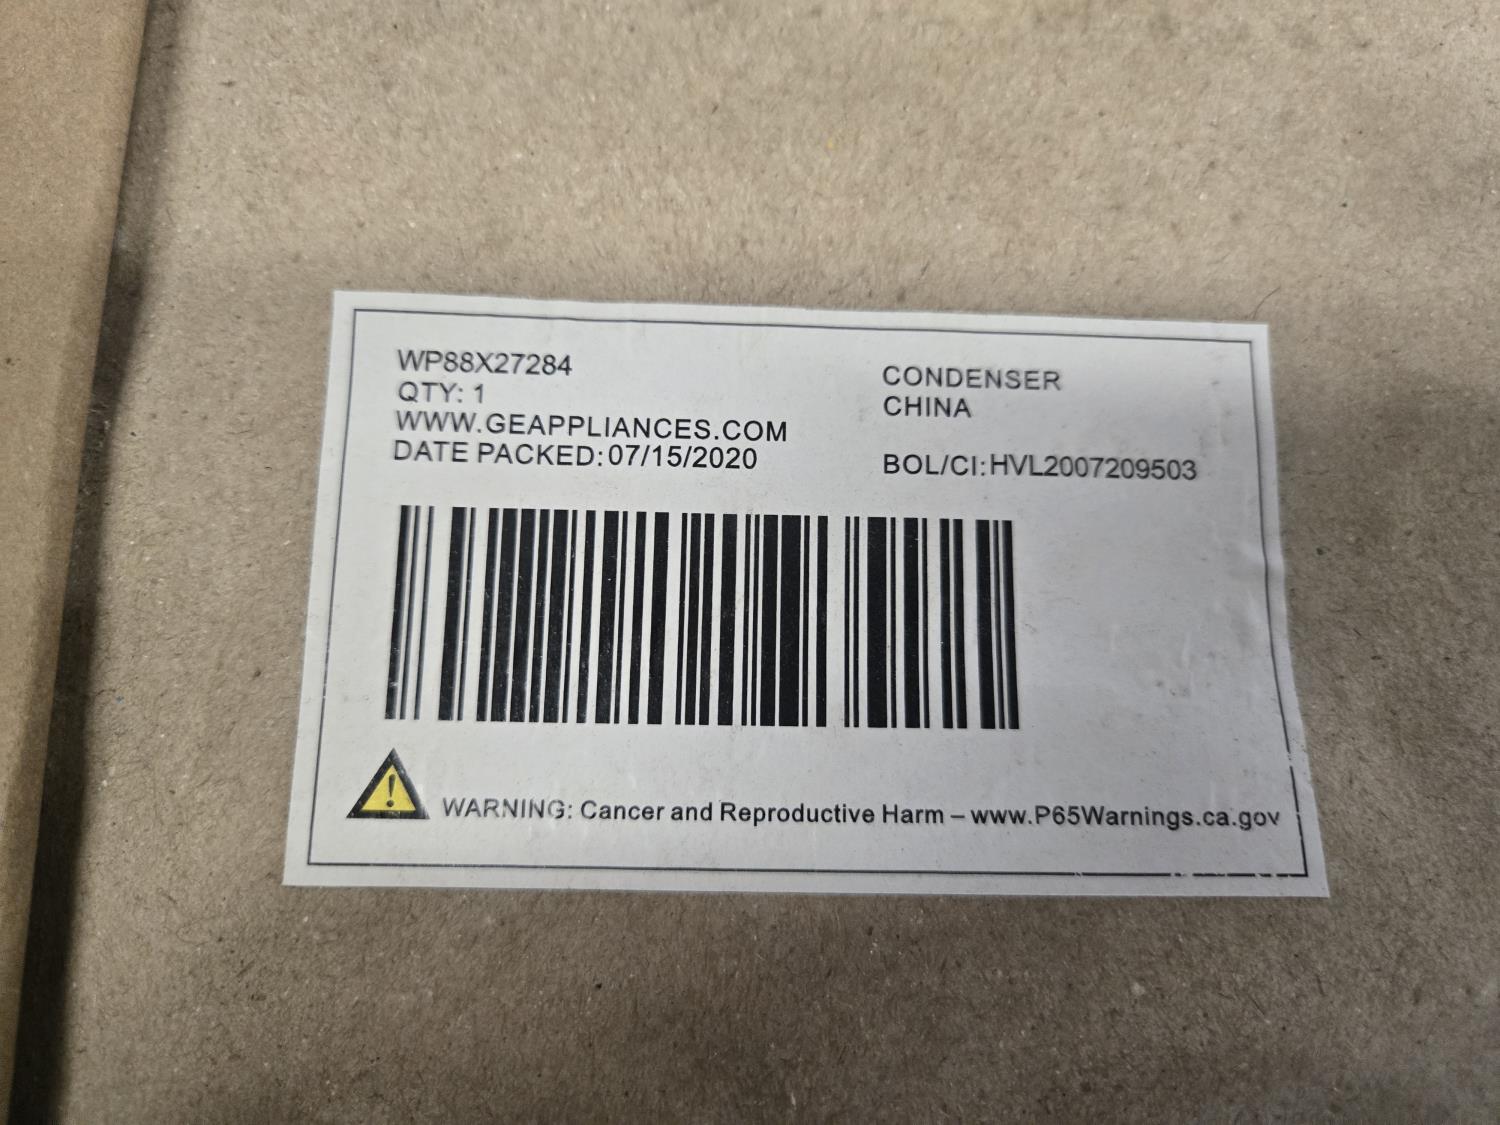 WP88X27284
QTY: 1
WWW.GEAPPLIANCES.COM
DATE PACKED: 07/15/2020
CONDENSER
CHINA
BOL/CI: HVL2007209503
WARNING: Cancer and Reproductive Harm – www.P65Warnings.ca.gov